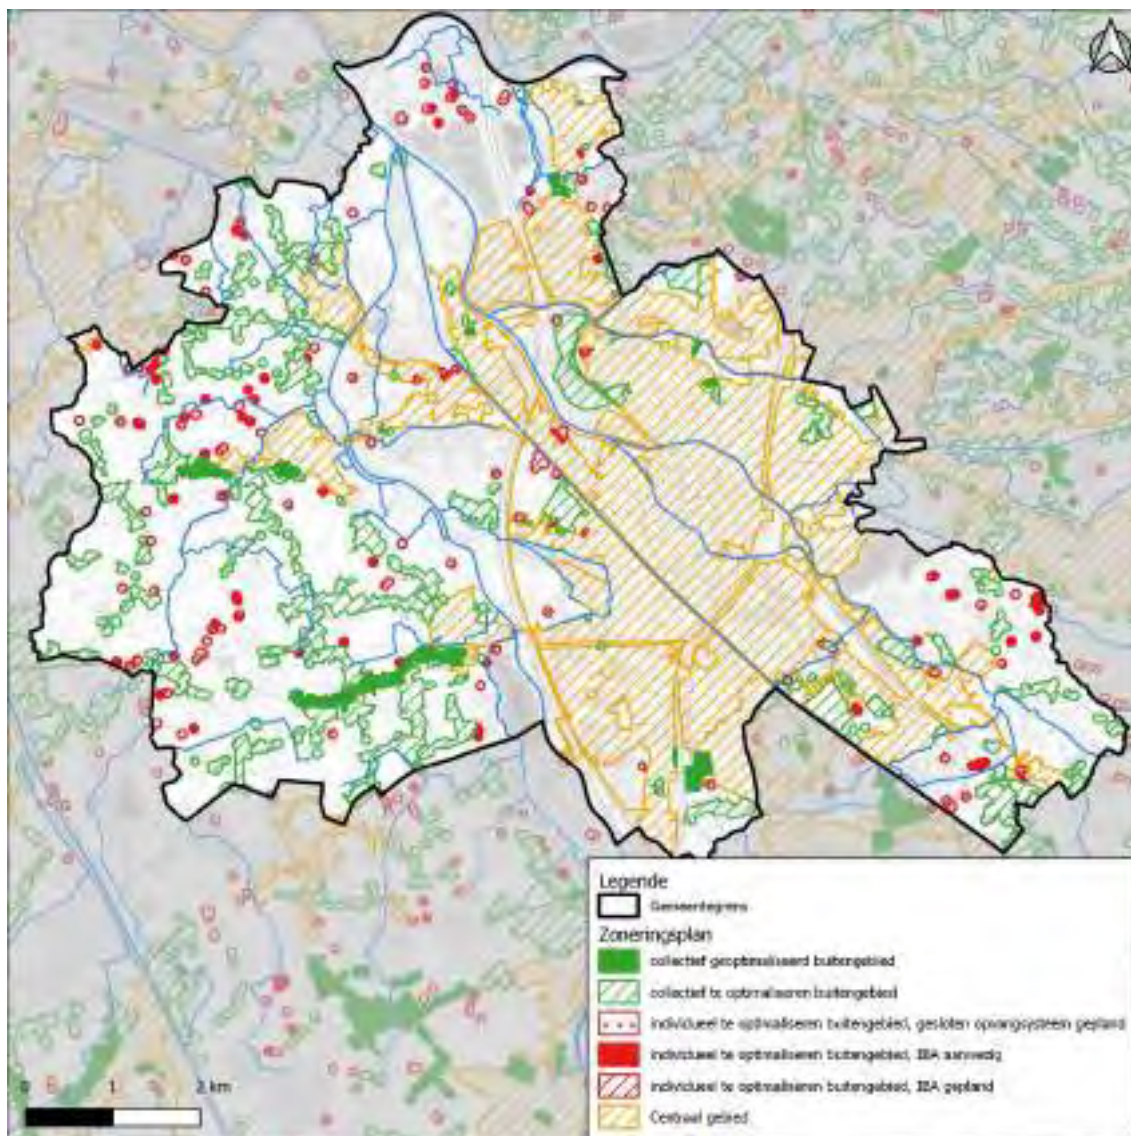 0 1 2 km
Legende
Gemeentegrens
Zoneringsplan
collectief geoptimaliseerd buitengebied
collectief te optimaliseren buitengebied
individueel te optimaliseren buitengebied, gesloten opvangsysteem gepland
individueel te optimaliseren buitengebied, IBA aanwezig
individueel te optimaliseren buitengebied, IBA gepland
Centraal gebied